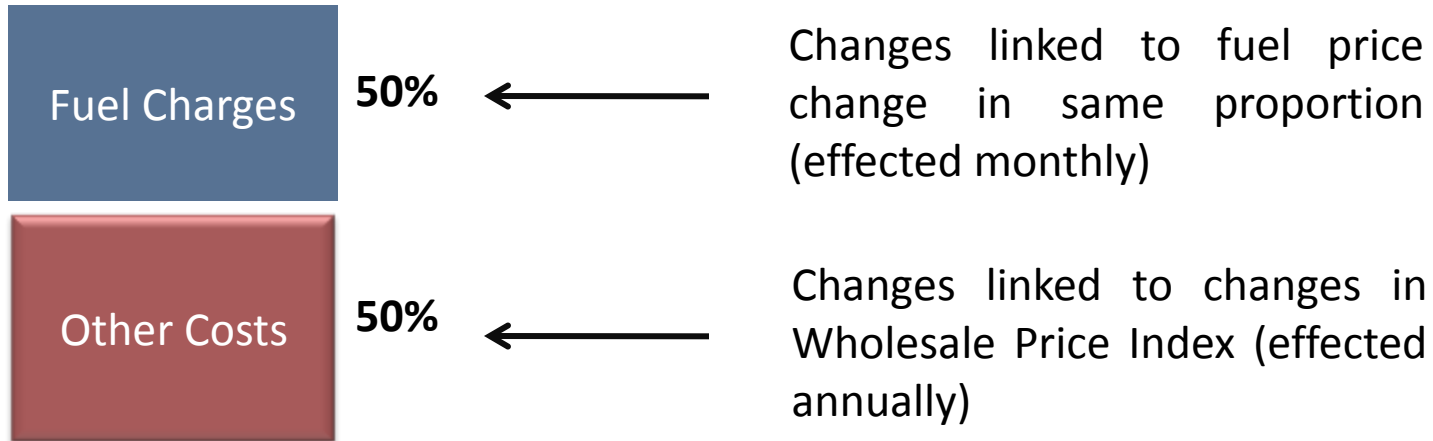 Fuel Charges
50%
Changes linked to fuel price
change in same proportion
(effected monthly)
Other Costs
50%
Changes linked to changes in
Wholesale Price Index (effected
annually)